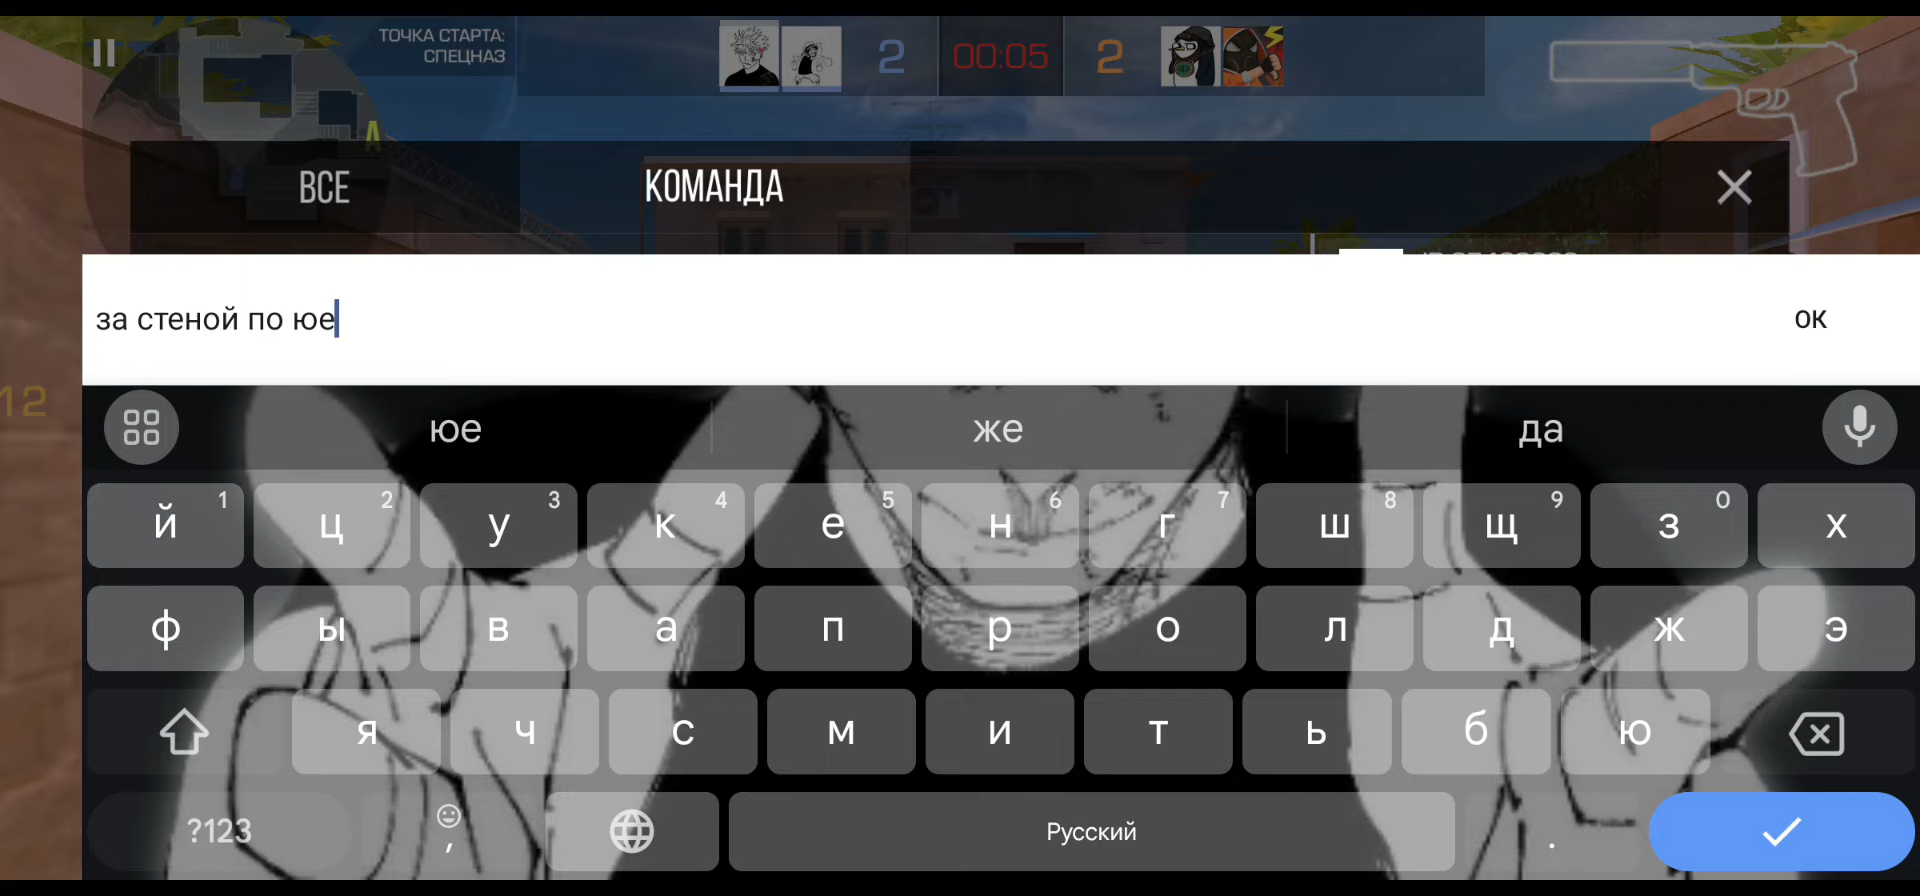 ТОЧКА СТАРТА:
СПЕЦНАЗ
2 00:05 2
A
ВСЕ КОМАНДА
за стеной по юе ОК
12
юе же да
й 1 ц 2 у 3 к 4 е 5 н 6 г 7 ш 8 щ 9 з 0 х
ф ы в а п р о л д ж э
я ч с м и т ь б ю
?123 , Русский .